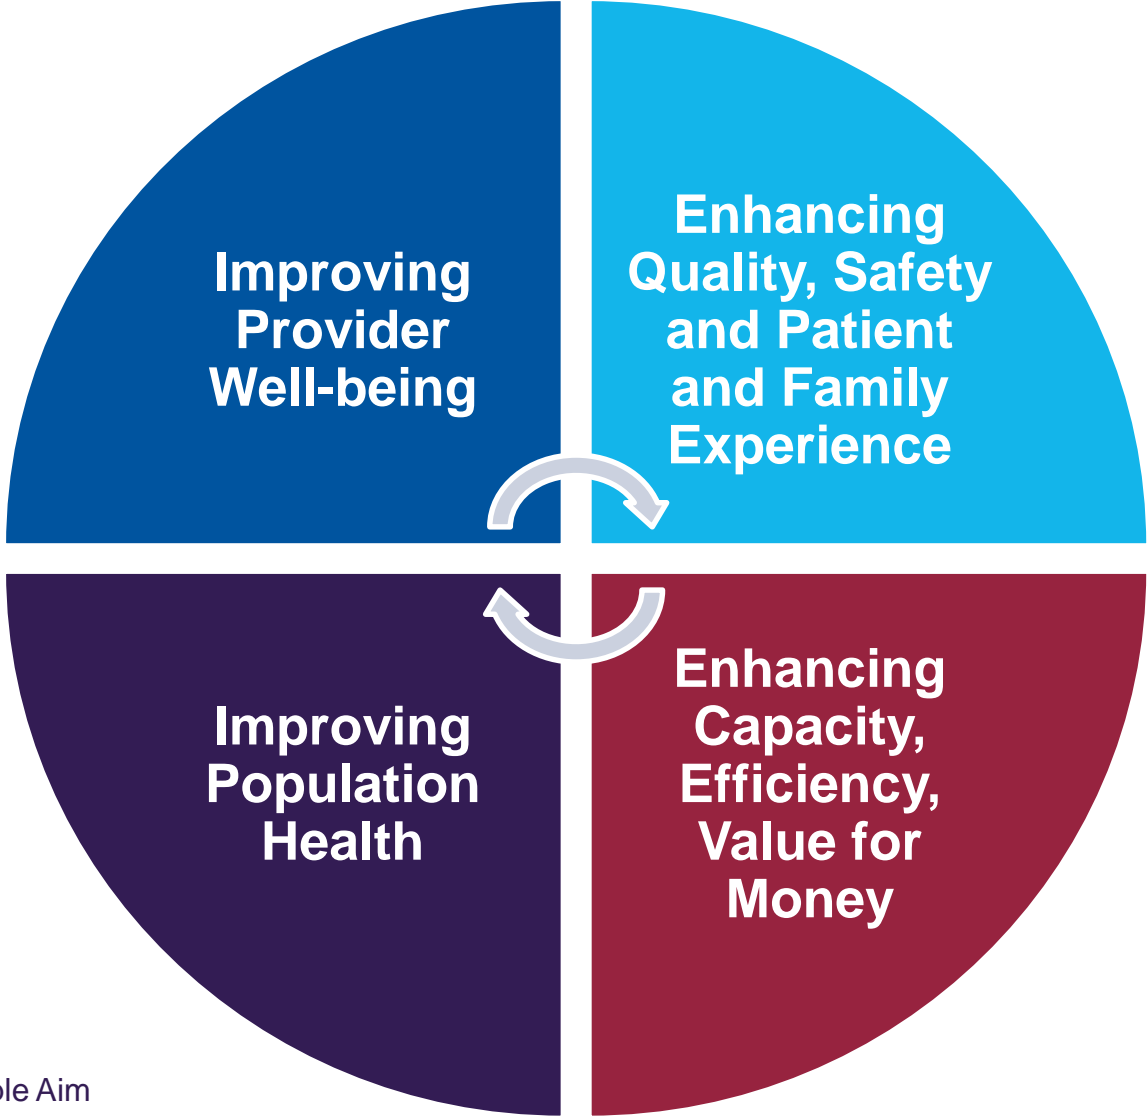 Improving
Provider
Well-being
Enhancing
Quality, Safety
and Patient
and Family
Experience
Improving
Population
Health
Enhancing
Capacity,
Efficiency,
Value for
Money
Aim